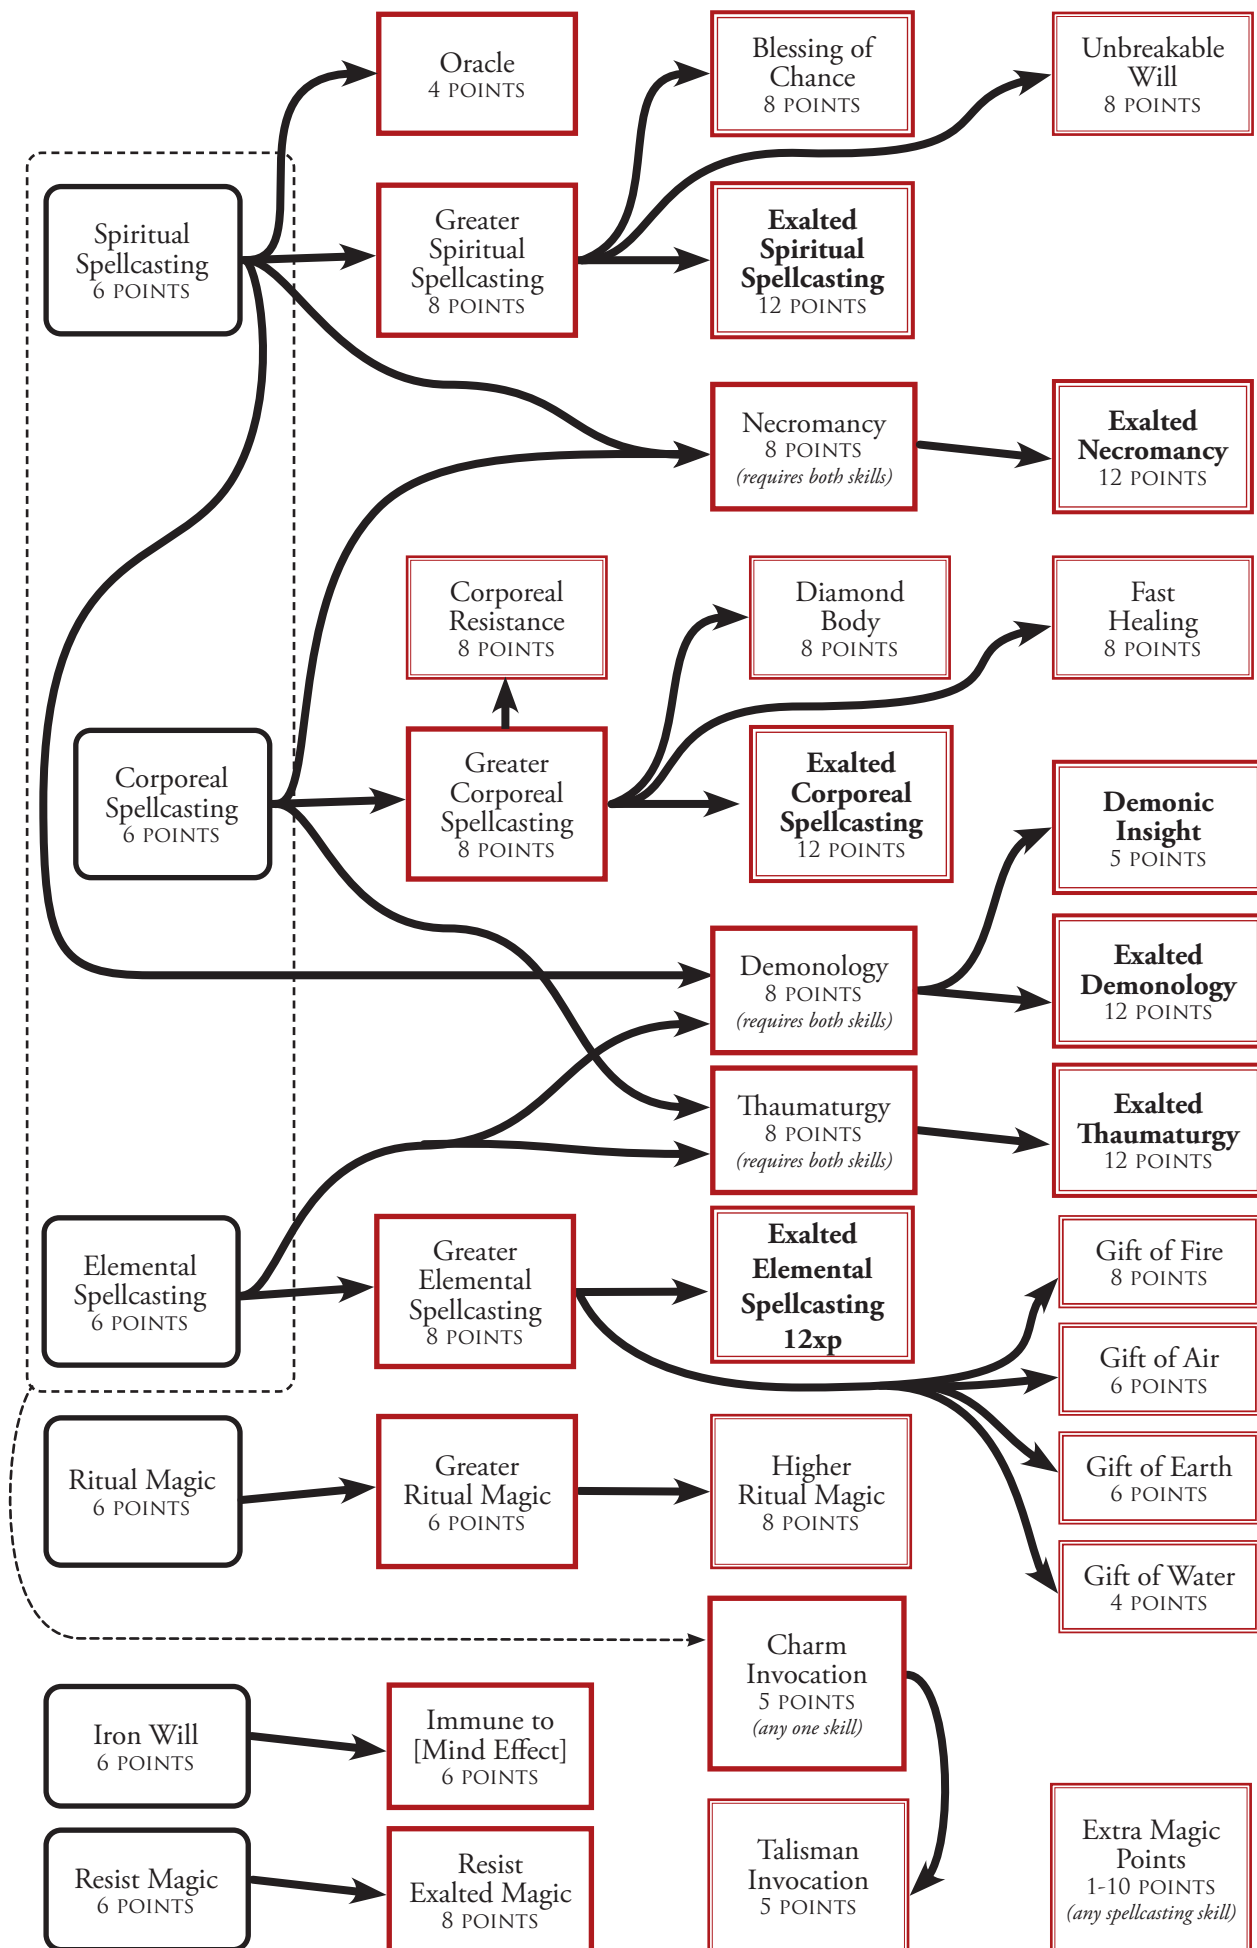 Oracle
4 POINTS
Blessing of
Chance
8 POINTS
Unbreakable
Will
8 POINTS
Spiritual
Spellcasting
6 POINTS
Greater
Spiritual
Spellcasting
8 POINTS
Exalted
Spiritual
Spellcasting
12 POINTS
Necromancy
8 POINTS
(requires both skills)
Exalted
Necromancy
12 POINTS
Corporeal
Resistance
8 POINTS
Diamond
Body
8 POINTS
Fast
Healing
8 POINTS
Corporeal
Spellcasting
6 POINTS
Greater
Corporeal
Spellcasting
8 POINTS
Exalted
Corporeal
Spellcasting
12 POINTS
Demonic
Insight
5 POINTS
Demonology
8 POINTS
(requires both skills)
Exalted
Demonology
12 POINTS
Thaumaturgy
8 POINTS
(requires both skills)
Exalted
Thaumaturgy
12 POINTS
Elemental
Spellcasting
6 POINTS
Greater
Elemental
Spellcasting
8 POINTS
Exalted
Elemental
Spellcasting
12xp
Gift of Fire
8 POINTS
Gift of Air
6 POINTS
Gift of Earth
6 POINTS
Gift of Water
4 POINTS
Ritual Magic
6 POINTS
Greater
Ritual Magic
6 POINTS
Higher
Ritual Magic
8 POINTS
Charm
Invocation
5 POINTS
(any one skill)
Iron Will
6 POINTS
Immune to
[Mind Effect]
6 POINTS
Resist Magic
6 POINTS
Resist
Exalted Magic
8 POINTS
Talisman
Invocation
5 POINTS
Extra Magic
Points
1-10 POINTS
(any spellcasting skill)